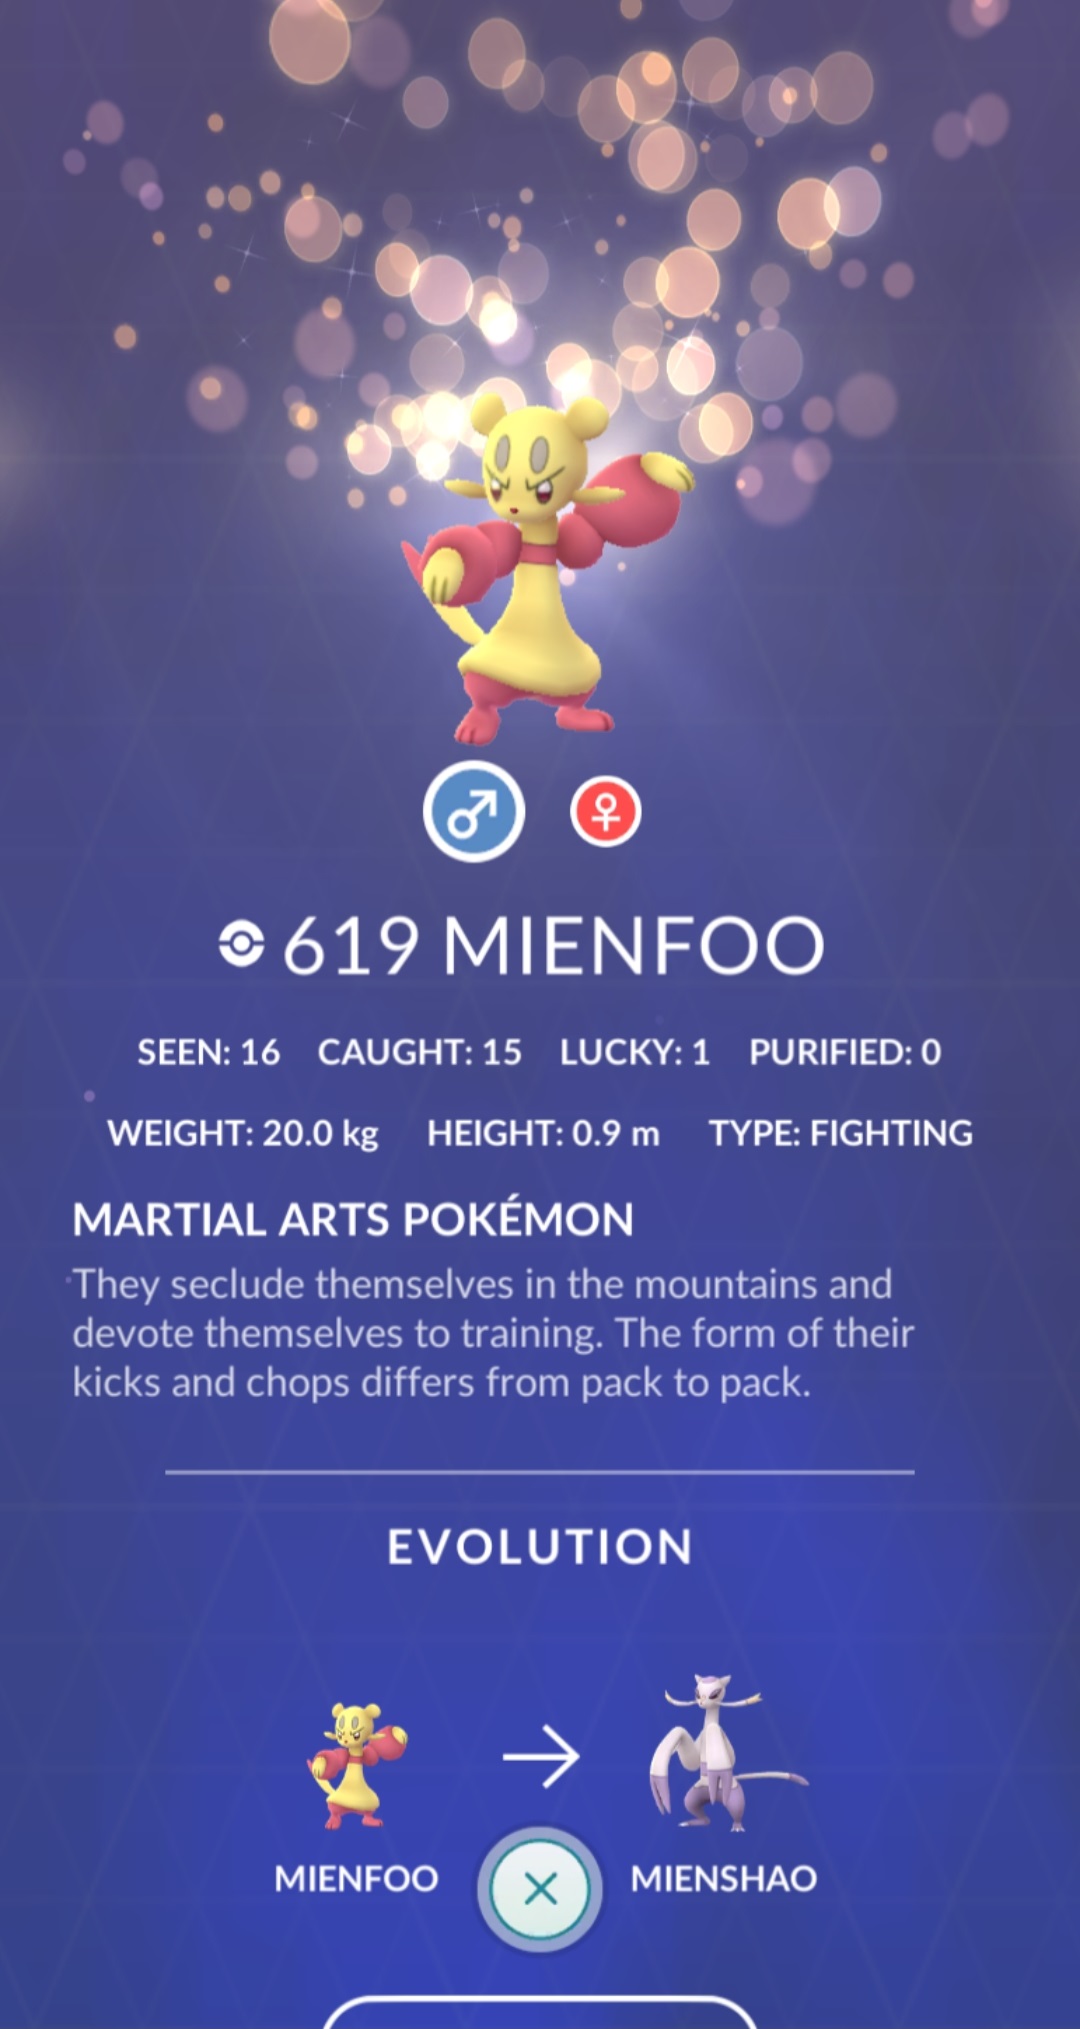 619 MIENFOO
SEEN: 16 CAUGHT: 15 LUCKY: 1 PURIFIED: 0
WEIGHT: 20.0 kg HEIGHT: 0.9 m TYPE: FIGHTING
MARTIAL ARTS POKÉMON
They seclude themselves in the mountains and
devote themselves to training. The form of their
kicks and chops differs from pack to pack.
EVOLUTION
MIENFOO MIENSHAO